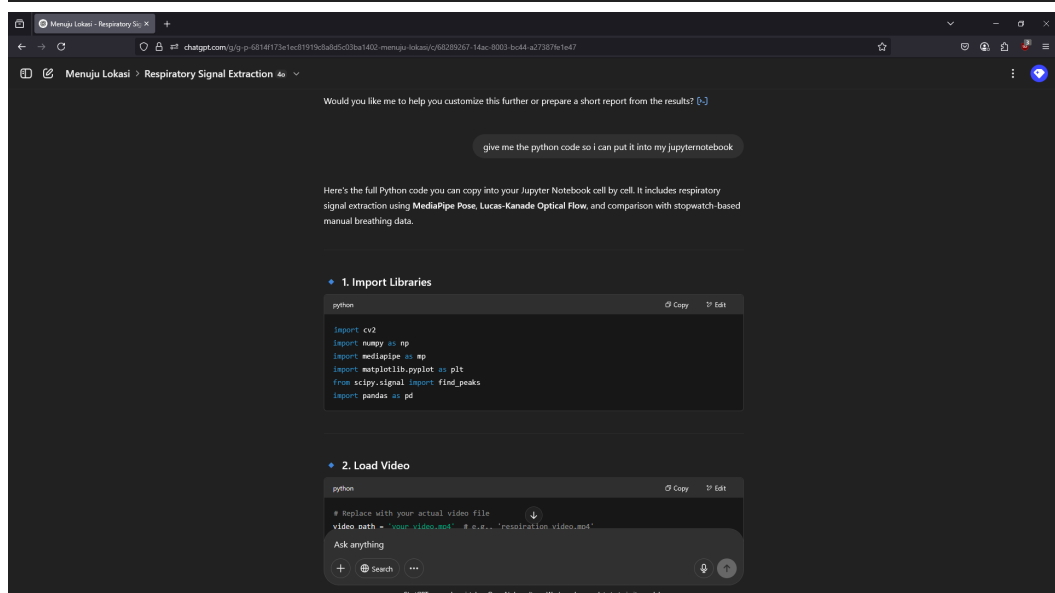 Menuju Lokasi - Respiratory Sig
chatgpt.com/g/g-p-6814f173e1ec81919c8a8d5c03ba1402-menuju-lokasi/c/68289267-14ac-8003-bc44-a27387fe1e47
Menuju Lokasi > Respiratory Signal Extraction 4o
Would you like me to help you customize this further or prepare a short report from the results?
give me the python code so i can put it into my jupyternotebook
Here's the full Python code you can copy into your Jupyter Notebook cell by cell. It includes respiratory
signal extraction using MediaPipe Pose, Lucas-Kanade Optical Flow, and comparison with stopwatch-based
manual breathing data.
1. Import Libraries
python Copy Edit
import cv2
import numpy as np
import mediapipe as mp
import matplotlib.pyplot as plt
from scipy.signal import find_peaks
import pandas as pd
2. Load Video
python Copy Edit
# Replace with your actual video file
video_path = 'your_video.mp4' # e.g., 'respiration_video.mp4'
Ask anything
Search